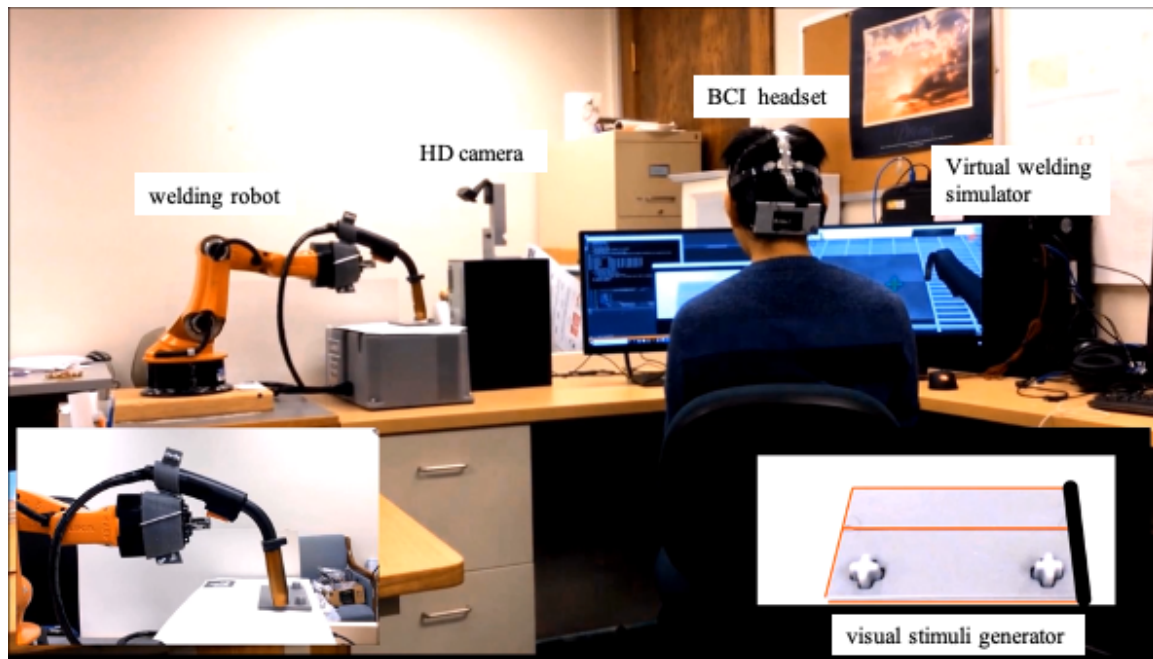 BCI headset
HD camera
Virtual welding
simulator
welding robot
visual stimuli generator